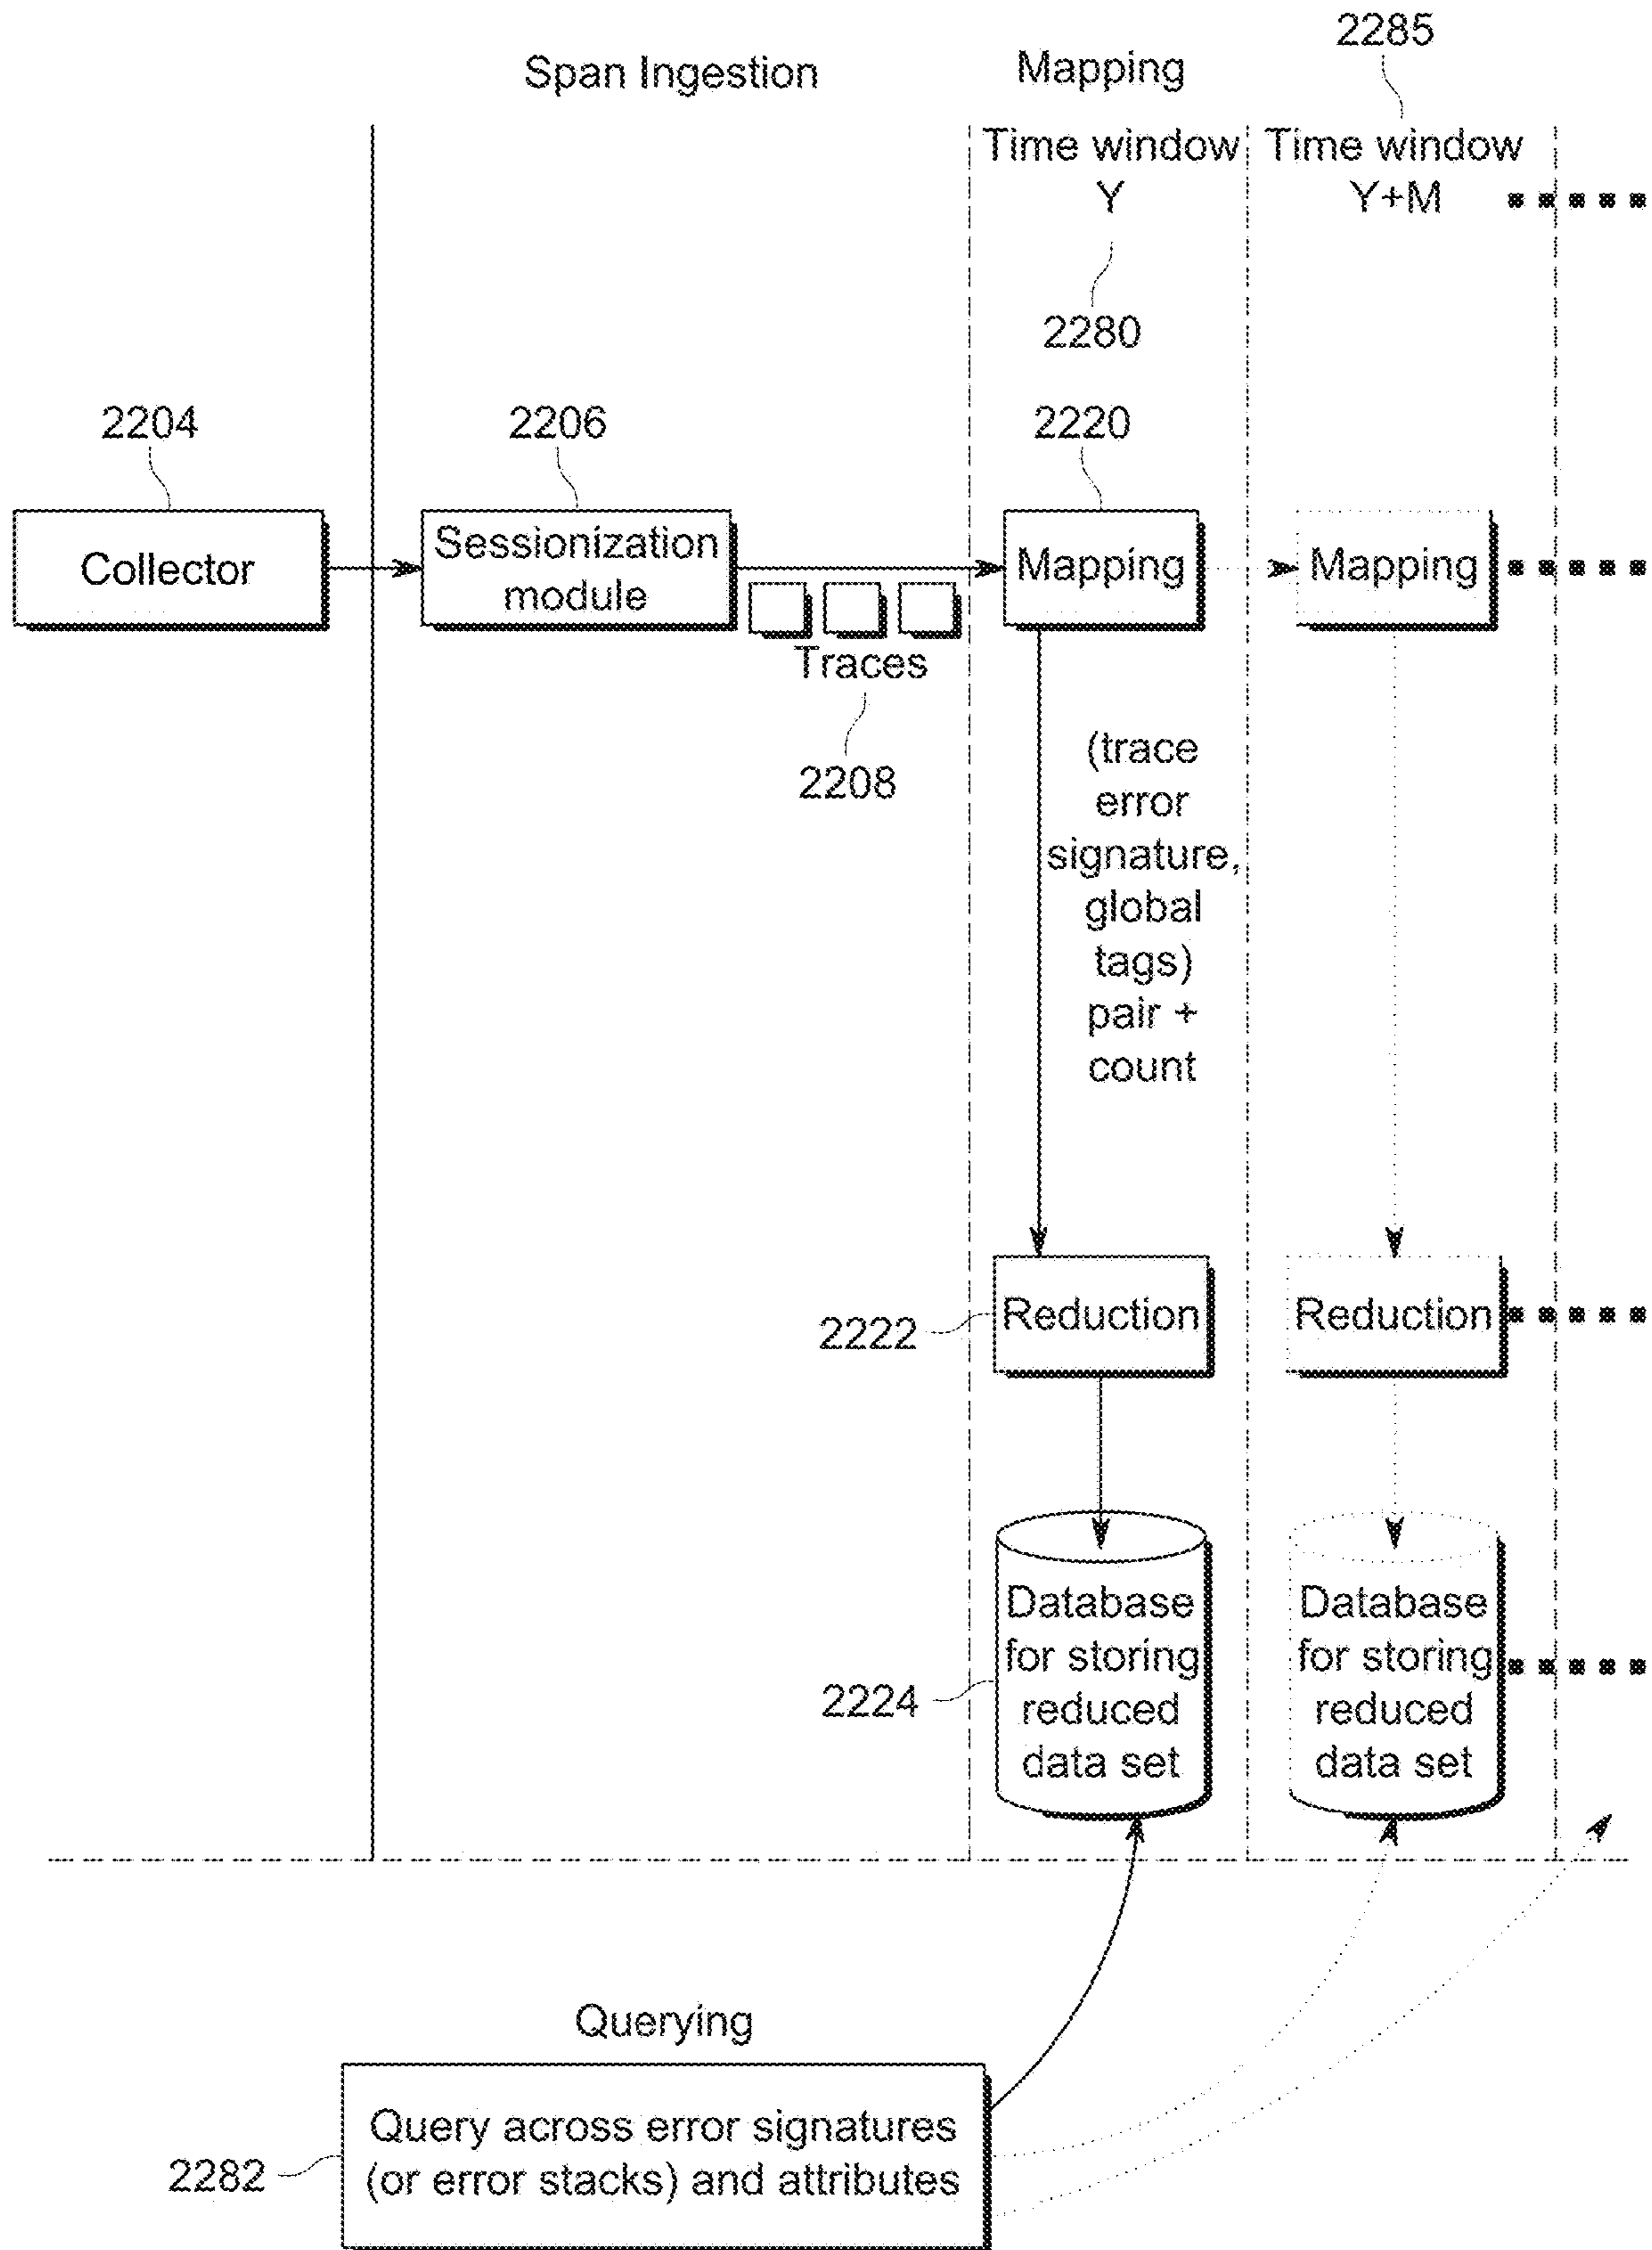 2285
Span Ingestion
Mapping
Time window
Y
Time window
Y+M
2280
2204
2206
2220
Collector
Sessionization
module
Mapping
Mapping
Traces
2208
(trace
error
signature,
global
tags)
pair +
count
Reduction
Reduction
2222
Database
for storing
reduced
data set
Database
for storing
reduced
data set
2224
Querying
Query across error signatures
(or error stacks) and attributes
2282